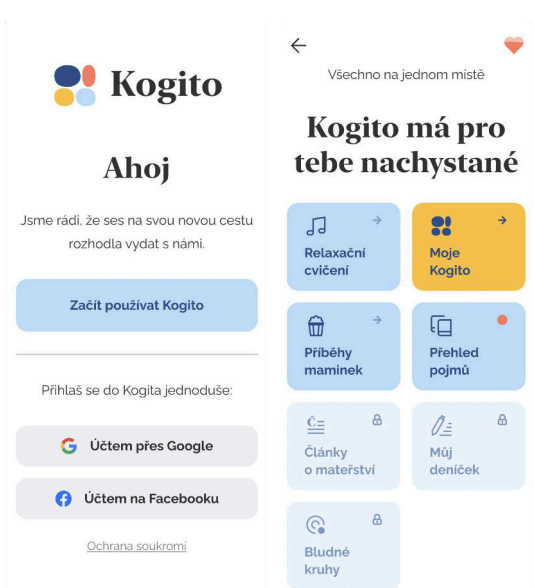 Kogito
Ahoj
Jsme rádi, že ses na svou novou cestu
rozhodla vydat s námi.
Začít používat Kogito
Přihlaš se do Kogita jednoduše:
Účtem přes Google
Účtem na Facebooku
Ochrana soukromí
Všechno na jednom místě
Kogito má pro
tebe nachystané
Relaxační
cvičení
Moje
Kogito
Příběhy
maminek
Přehled
pojmů
Články
o mateřství
Můj
deníček
Bludné
kruhy